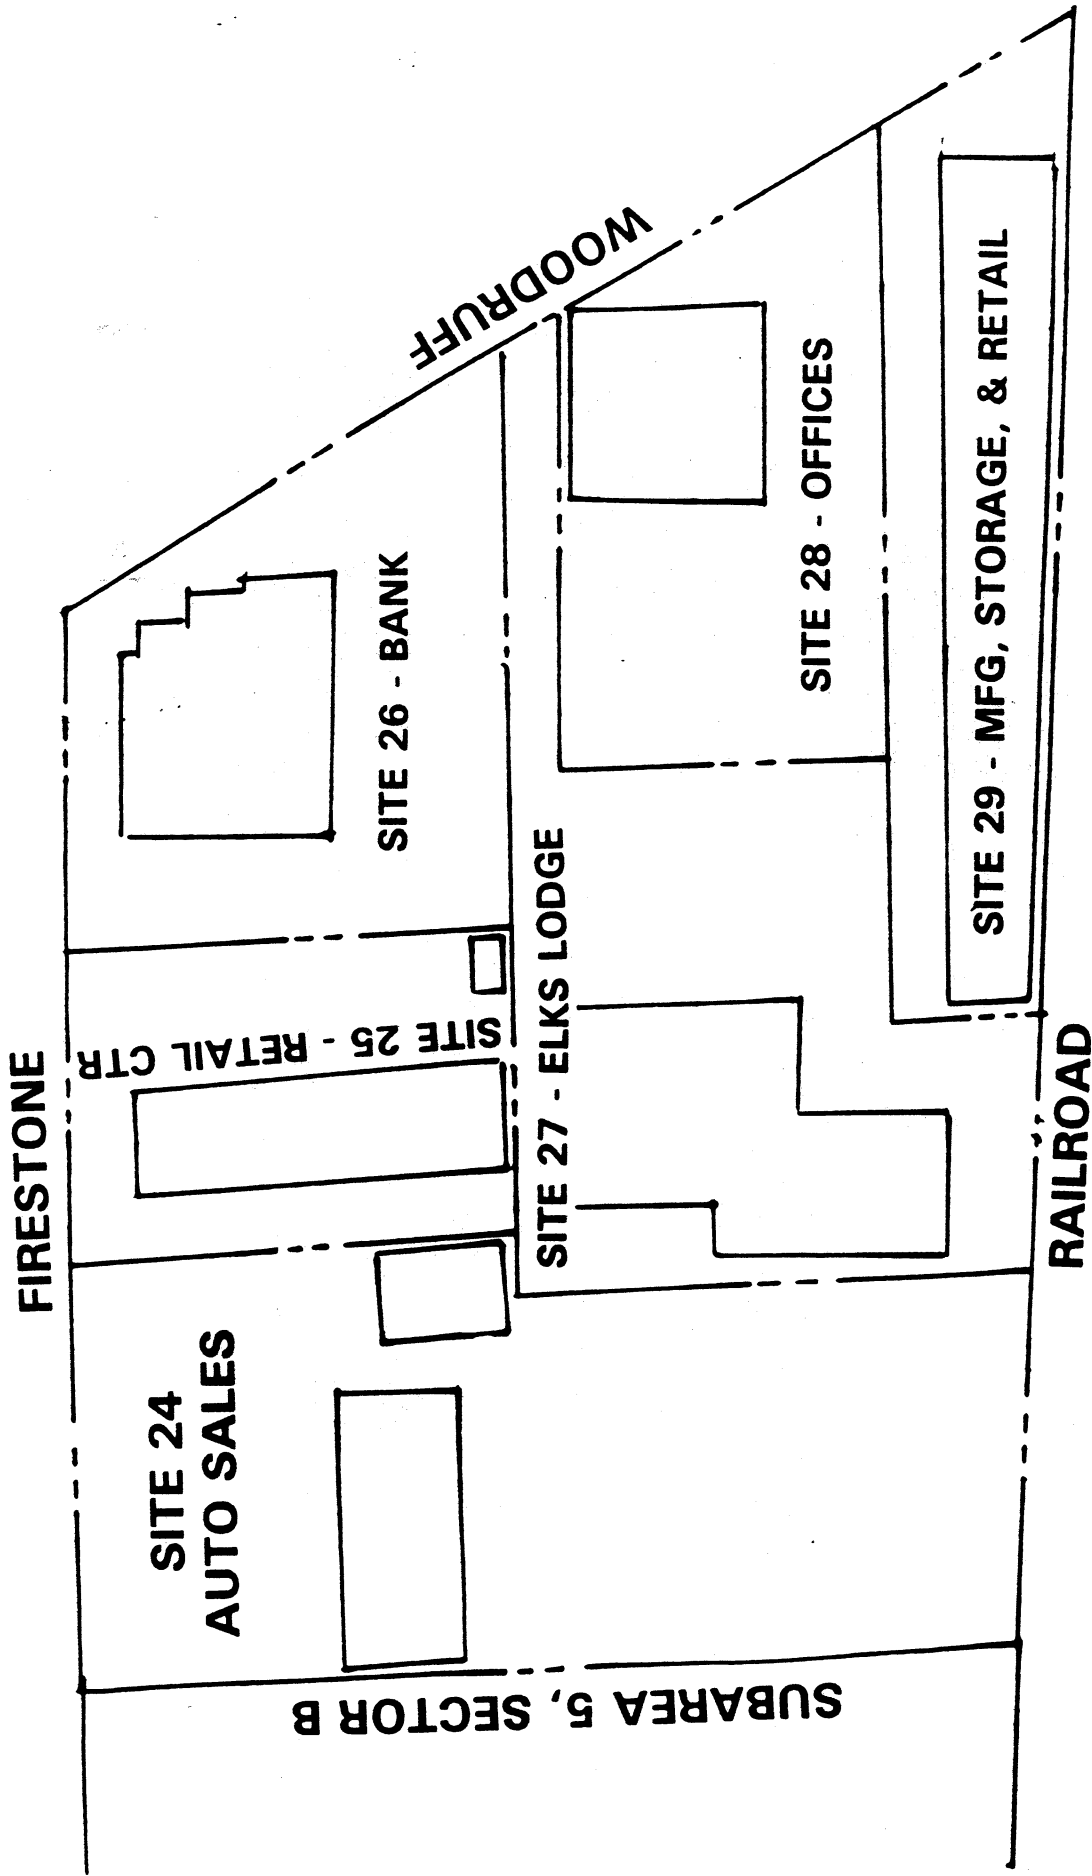 FIRESTONE
SITE 24
AUTO SALES
SITE 25 - RETAIL CTR
SITE 26 - BANK
WOODRUFF
SITE 27 - ELKS LODGE
SITE 28 - OFFICES
SITE 29 - MFG, STORAGE, & RETAIL
RAILROAD
SUBAREA 5, SECTOR B